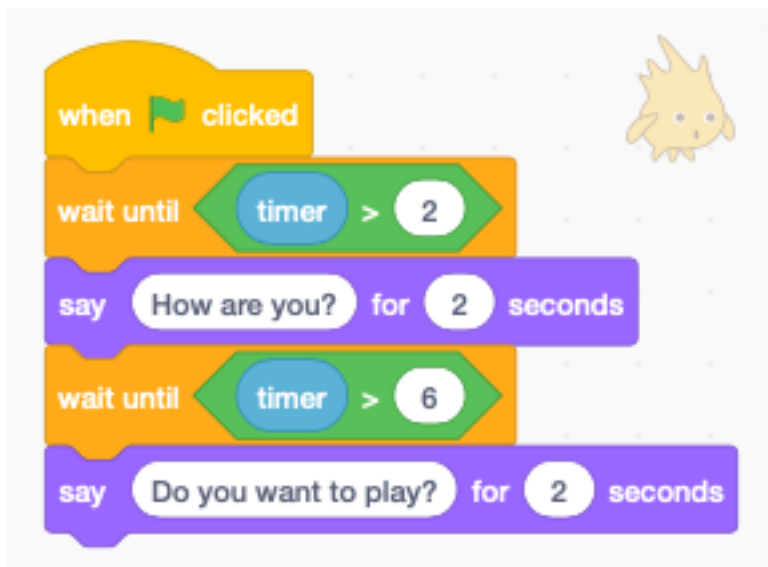 when clicked
wait until timer > 2
say How are you? for 2 seconds
wait until timer > 6
say Do you want to play? for 2 seconds